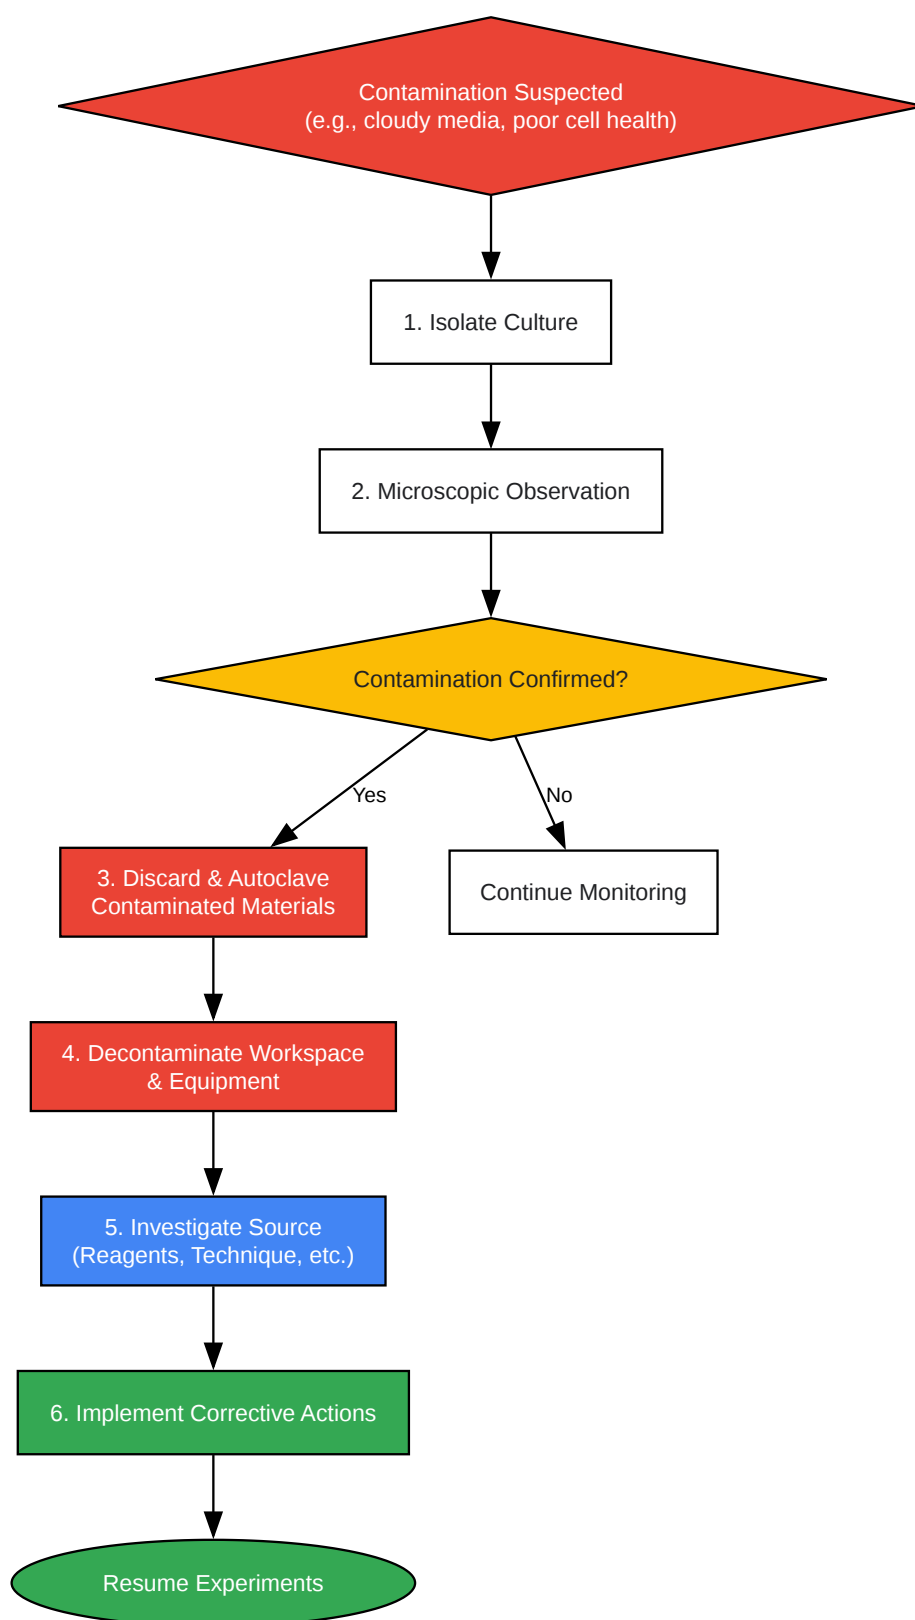 Contamination Suspected
(e.g., cloudy media, poor cell health)
1. Isolate Culture
2. Microscopic Observation
Contamination Confirmed?
Yes
No
3. Discard & Autoclave
Contaminated Materials
Continue Monitoring
4. Decontaminate Workspace
& Equipment
5. Investigate Source
(Reagents, Technique, etc.)
6. Implement Corrective Actions
Resume Experiments